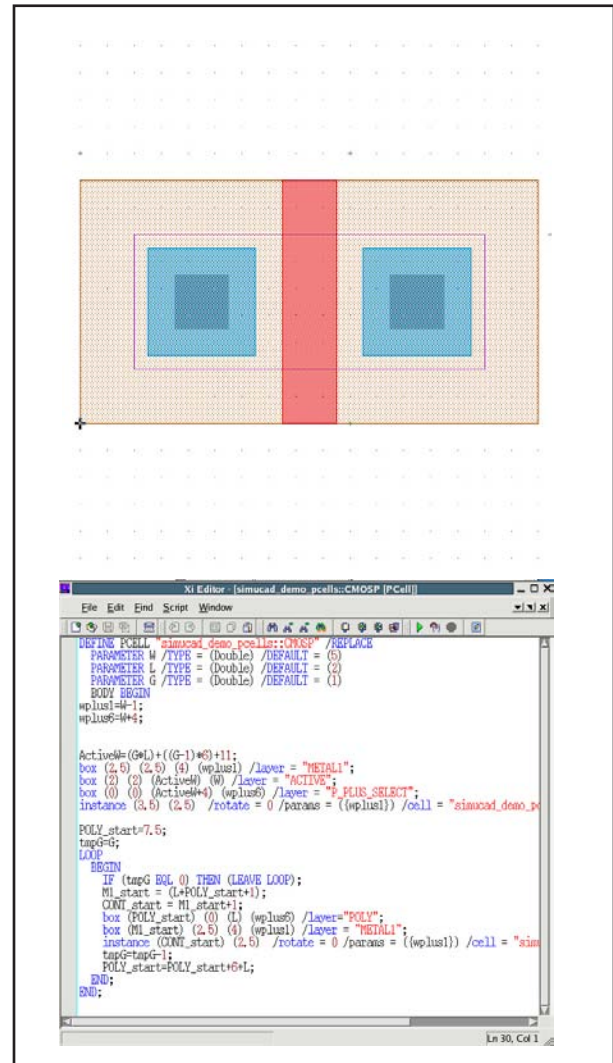 Xi Editor - [simucad_demo_pcells::CMOSP [PCell]]
File Edit Find Script Window
DEFINE PCELL "simucad_demo_pcells::CMOSP" /REPLACE
PARAMETER W /TYPE = (Double) /DEFAULT = (5)
PARAMETER L /TYPE = (Double) /DEFAULT = (2)
PARAMETER G /TYPE = (Double) /DEFAULT = (1)
BODY BEGIN
wplus1=W-1;
wplus6=W+4;
ActiveW=(G*L)+((G-1)*6)+11;
box (2.5) (2.5) (4) (wplus1) /layer = "METAL1";
box (2) (2) (ActiveW) (W) /layer = "ACTIVE";
box (0) (0) (ActiveW+4) (wplus6) /layer = "P_PLUS_SELECT";
instance (3.5) (2.5) /rotate = 0 /params = ({wplus1}) /cell = "simucad_demo_pc
POLY_start=7.5;
tmpG=G;
LOOP
BEGIN
IF (tmpG EQL 0) THEN (LEAVE LOOP);
M1_start = (L+POLY_start+1);
CONT_start = M1_start+1;
box (POLY_start) (0) (L) (wplus6) /layer="POLY";
box (M1_start) (2.5) (4) (wplus1) /layer = "METAL1";
instance (CONT_start) (2.5) /rotate = 0 /params = ({wplus1}) /cell = "sim
tmpG=tmpG-1;
POLY_start=POLY_start+6+L;
END;
END;
Ln 30, Col 1